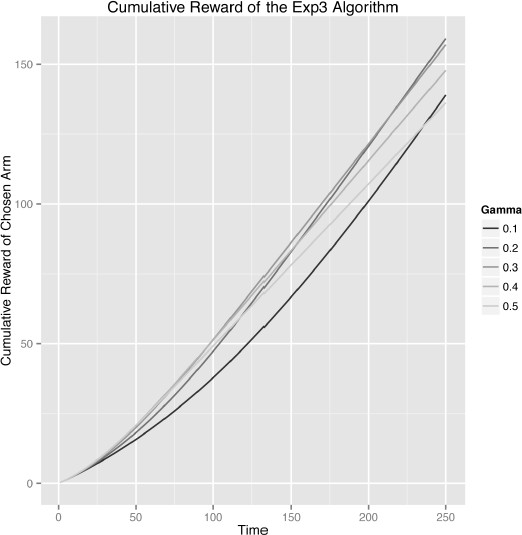 Cumulative Reward of the Exp3 Algorithm
Cumulative Reward of Chosen Arm
150
100
50
0
0 50 100 150 200 250
Time
Gamma
0.1
0.2
0.3
0.4
0.5